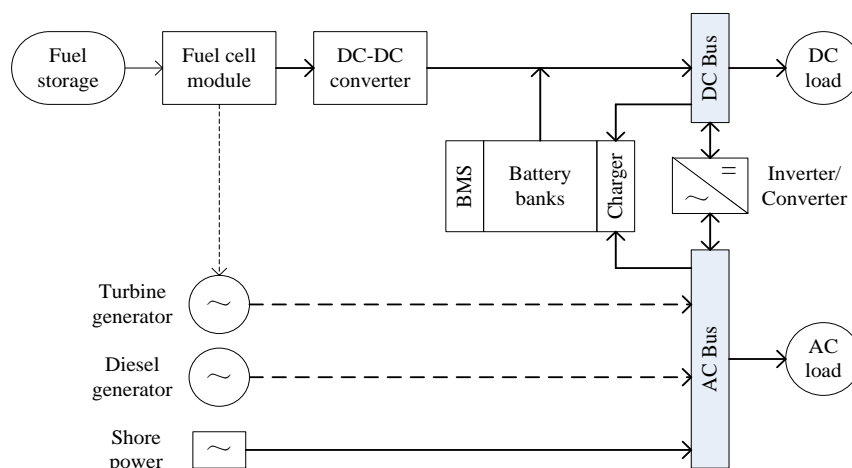 Fuel
storage
Fuel cell
module
DC-DC
converter
DC Bus
DC
load
BMS
Battery
banks
Charger
=
~
Inverter/
Converter
Turbine
generator
~
Diesel
generator
~
Shore
power
~
AC Bus
AC
load